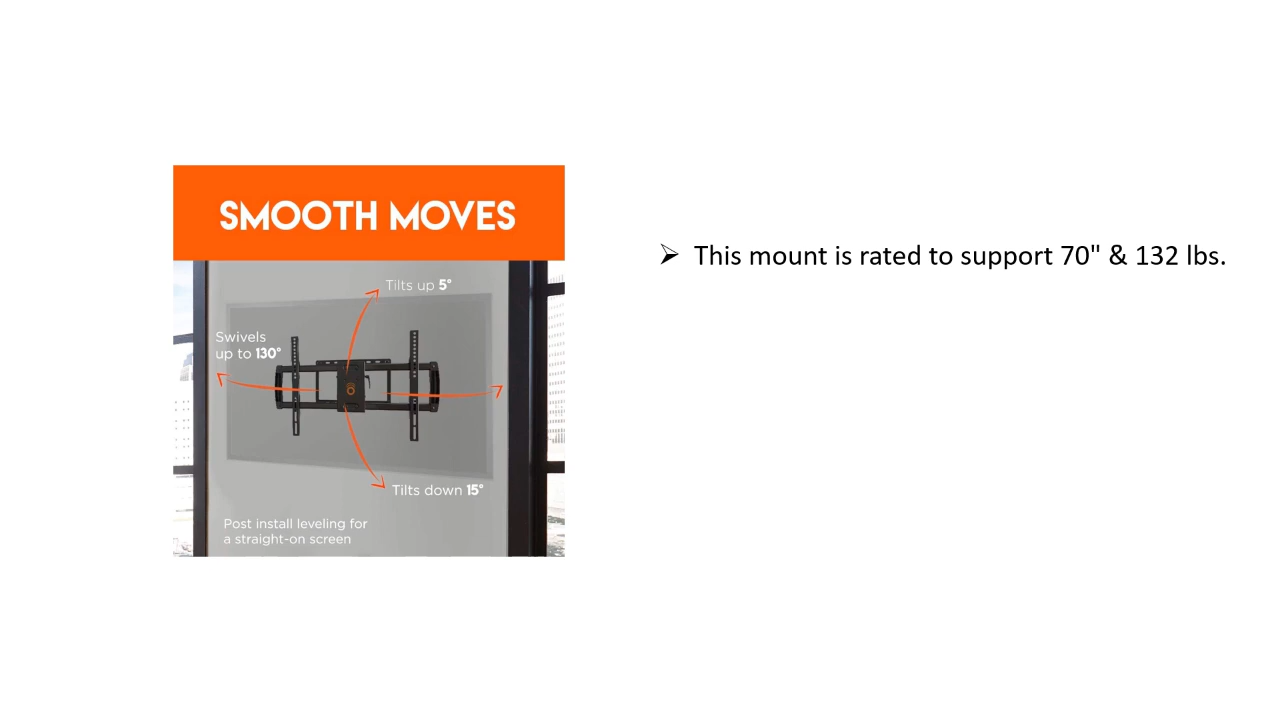 SMOOTH MOVES
Tilts up 5°
Swivels
up to 130°
Tilts down 15°
Post install leveling for
a straight-on screen
➢ This mount is rated to support 70" & 132 lbs.